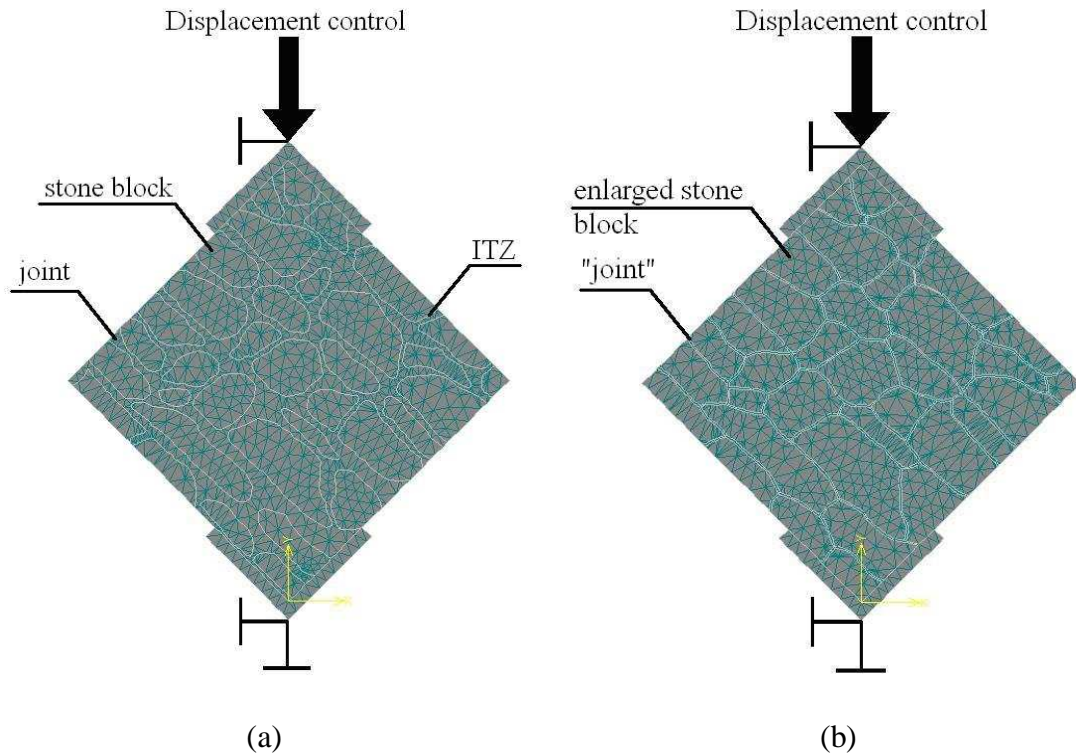 Displacement control
stone block
joint
ITZ
Y
X
(a)
Displacement control
enlarged stone
block
"joint"
Y
X
(b)